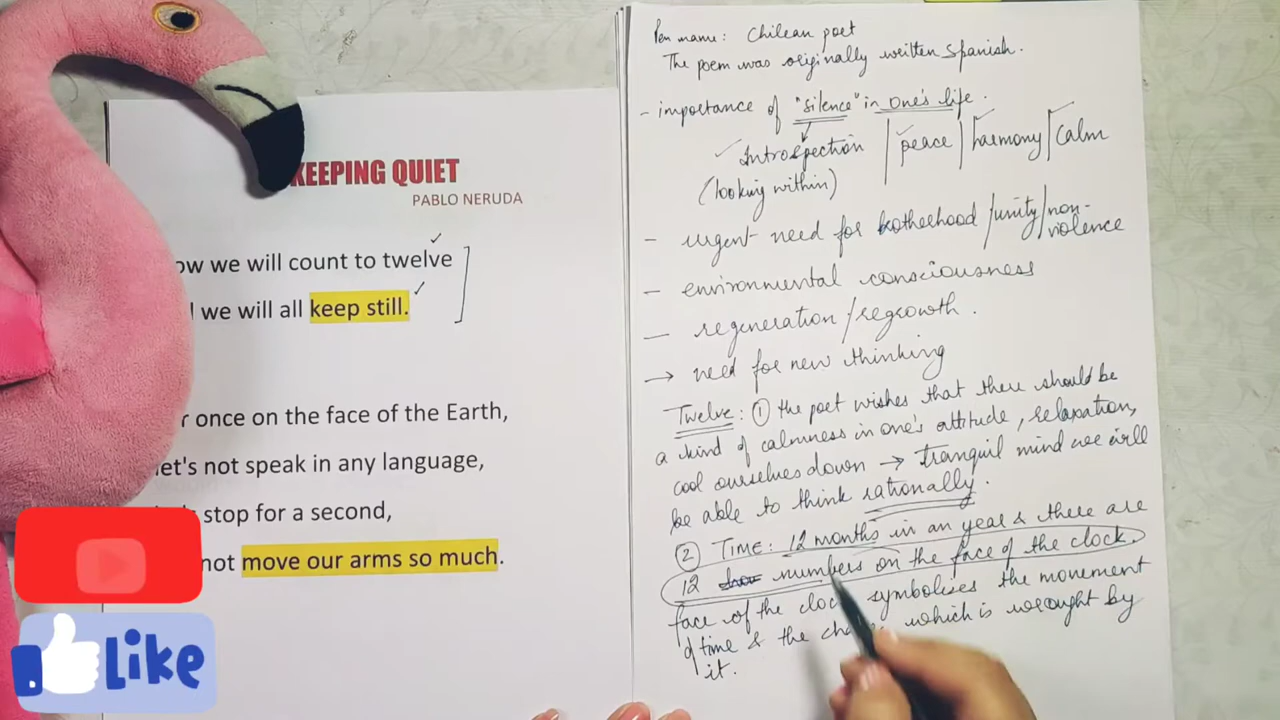 KEEPING QUIET
PABLO NERUDA
ow we will count to twelve
we will all keep still.
r once on the face of the Earth,
let's not speak in any language,
stop for a second,
not move our arms so much.
Like
Pen name: Chilean poet
The poem was originally written Spanish.
- importance of "silence" in one's life.
Introspection | peace | harmony | calm
(looking within)
- urgent need for brotherhood / unity / non-
violence
- environmental consciousness
- regeneration / regrowth.
→ need for new thinking
Twelve: ① the poet wishes that there should be
a kind of calmness in one's attitude, relaxation,
cool ourselves down → tranquil mind we will
be able to think rationally.
② TIME: 12 months in an year & there are
12 numbers on the face of the clock.
face of the clock symbolises the movement
of time & the which is wrought by
it.